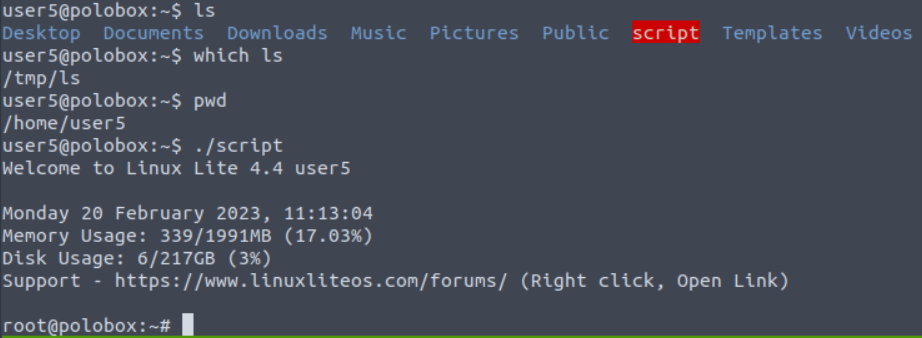 user5@polobox:~$ ls
Desktop  Documents  Downloads  Music  Pictures  Public  script  Templates  Videos
user5@polobox:~$ which ls
/tmp/ls
user5@polobox:~$ pwd
/home/user5
user5@polobox:~$ ./script
Welcome to Linux Lite 4.4 user5

Monday 20 February 2023, 11:13:04
Memory Usage: 339/1991MB (17.03%)
Disk Usage: 6/217GB (3%)
Support - https://www.linuxliteos.com/forums/ (Right click, Open Link)

root@polobox:~#